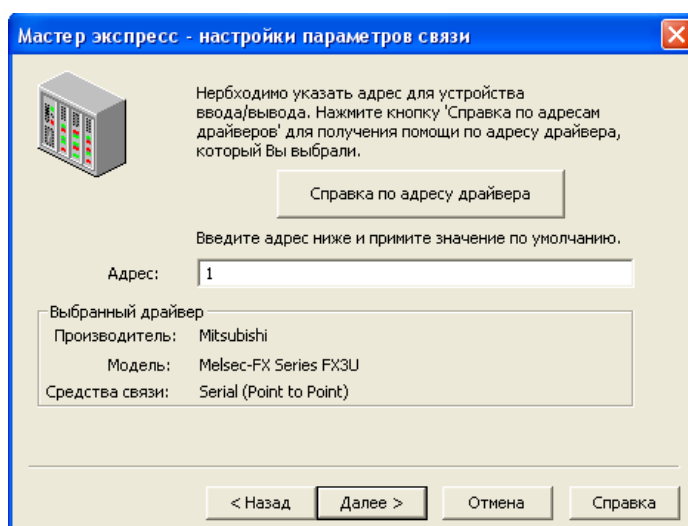 Мастер экспресс - настройки параметров связи
Нербходимо указать адрес для устройства
ввода/вывода. Нажмите кнопку 'Справка по адресам
драйверов' для получения помощи по адресу драйвера,
который Вы выбрали.
Справка по адресу драйвера
Введите адрес ниже и примите значение по умолчанию.
Адрес: 1
Выбранный драйвер
Производитель: Mitsubishi
Модель: Melsec-FX Series FX3U
Средства связи: Serial (Point to Point)
< Назад Далее > Отмена Справка